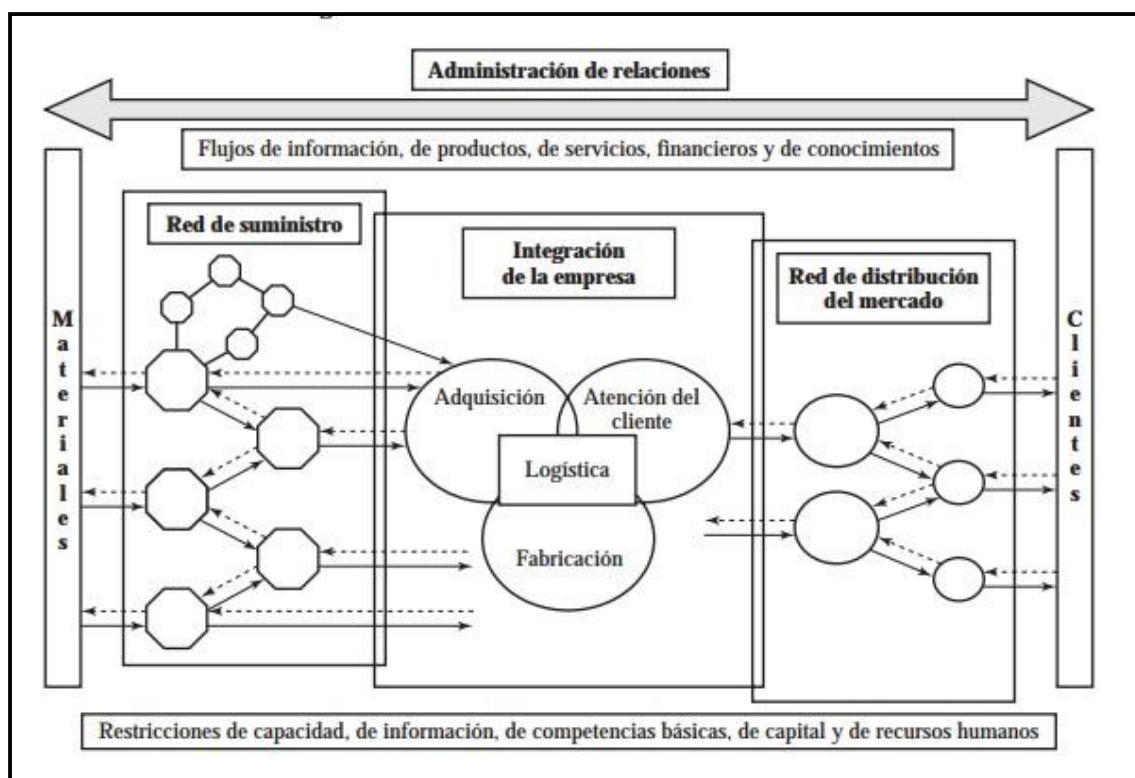 Administración de relaciones
Flujos de información, de productos, de servicios, financieros y de conocimientos
Materiales
Red de suministro
Integración
de la empresa
Red de distribución
del mercado
Clientes
Adquisición
Atención del
cliente
Logística
Fabricación
Restricciones de capacidad, de información, de competencias básicas, de capital y de recursos humanos